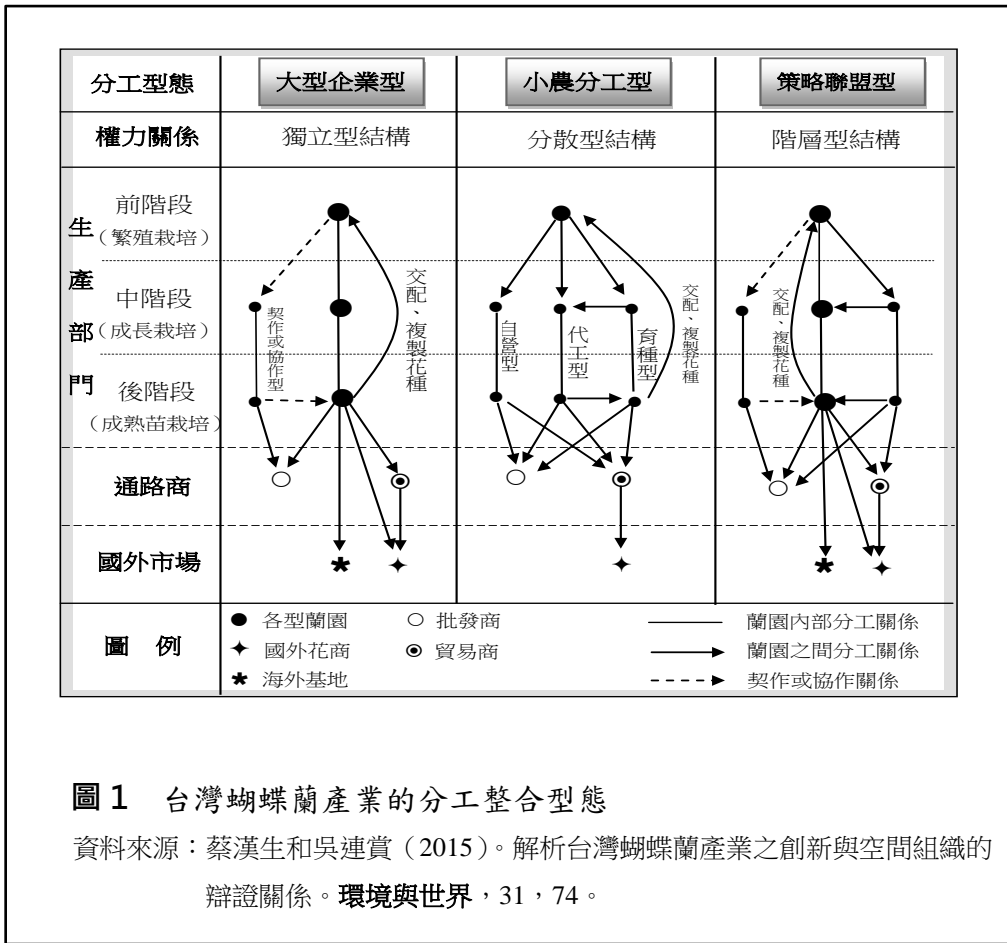 分工型態 大型企業型 小農分工型 策略聯盟型
權力關係 獨立型結構 分散型結構 階層型結構
生產部門
前階段
(繁殖栽培)
中階段
(成長栽培)
後階段
(成熟苗栽培)
契作或協作型
交配、複製花種
自營型
代工型
育種型
交配、複製花種
交配、複製花種
通路商
國外市場
圖 例
各型蘭園 批發商 蘭園內部分工關係
國外花商 貿易商 蘭園之間分工關係
海外基地 契作或協作關係
圖 1 台灣蝴蝶蘭產業的分工整合型態
資料來源：蔡漢生和吳連賞（2015）。解析台灣蝴蝶蘭產業之創新與空間組織的
辯證關係。環境與世界，31，74。